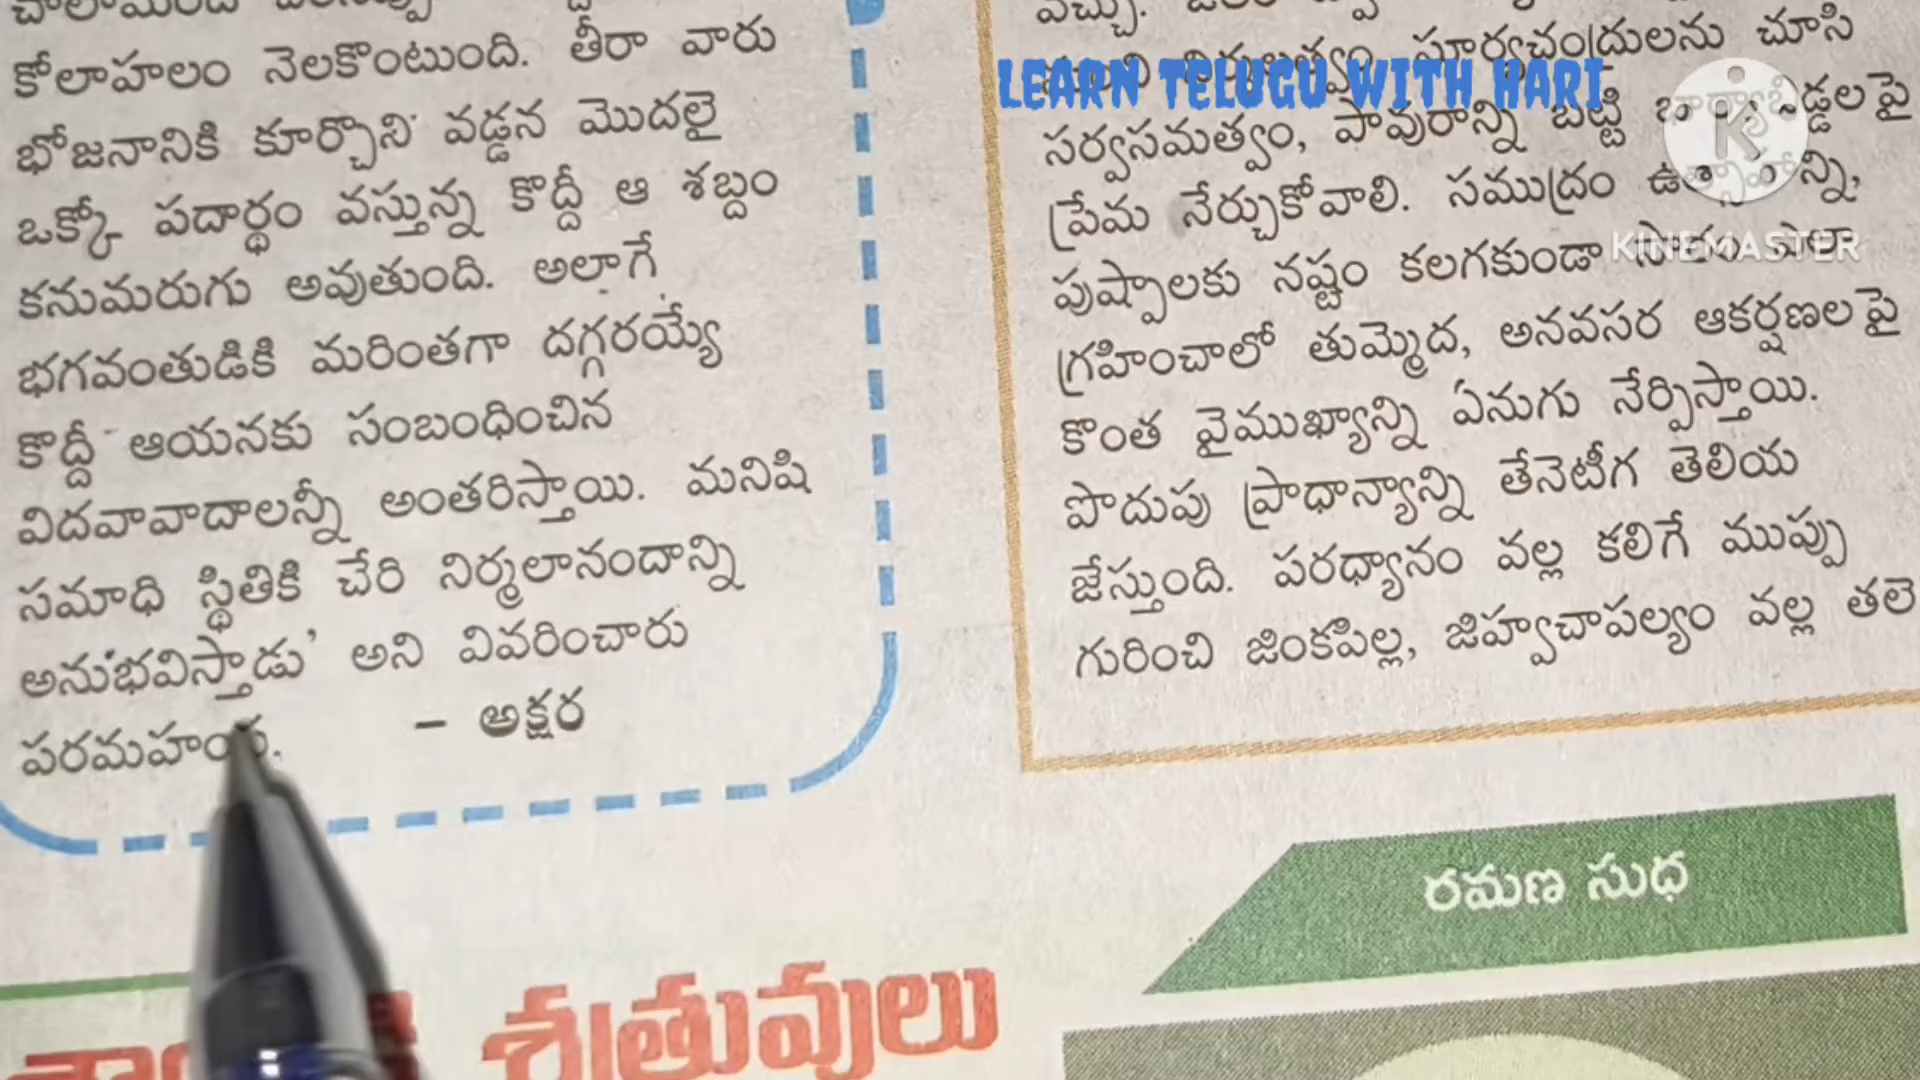 కోలాహలం నెలకొంటుంది. తీరా వారు
భోజనానికి కూర్చొని వడ్డన మొదలై
ఒక్కో పదార్థం వస్తున్న కొద్దీ ఆ శబ్దం
కనుమరుగు అవుతుంది. అలాగే
భగవంతుడికి మరింతగా దగ్గరయ్యే
కొద్దీ ఆయనకు సంబంధించిన
విదవావాదాలన్నీ అంతరిస్తాయి. మనిషి
సమాధి స్థితికి చేరి నిర్మలానందాన్ని
అనుభవిస్తాడు' అని వివరించారు
పరమహంస. – అక్షర
వచ్చు.
సూర్యచంద్రులను చూసి
LEARN TELUGU WITH HARI
సర్వసమత్వం, పావురాన్ని బట్టి
ప్రేమ నేర్చుకోవాలి. సముద్రం
KINEMASTER
పుష్పాలకు నష్టం కలగకుండా
గ్రహించాలో తుమ్మెద, అనవసర ఆకర్షణలపై
కొంత వైముఖ్యాన్ని ఏనుగు నేర్పిస్తాయి.
పొదుపు ప్రాధాన్యాన్ని తేనెటీగ తెలియ
జేస్తుంది. పరధ్యానం వల్ల కలిగే ముప్పు
గురించి జింకపిల్ల, జిహ్వచాపల్యం వల్ల తలె
రమణ సుధ
శత్రువులు